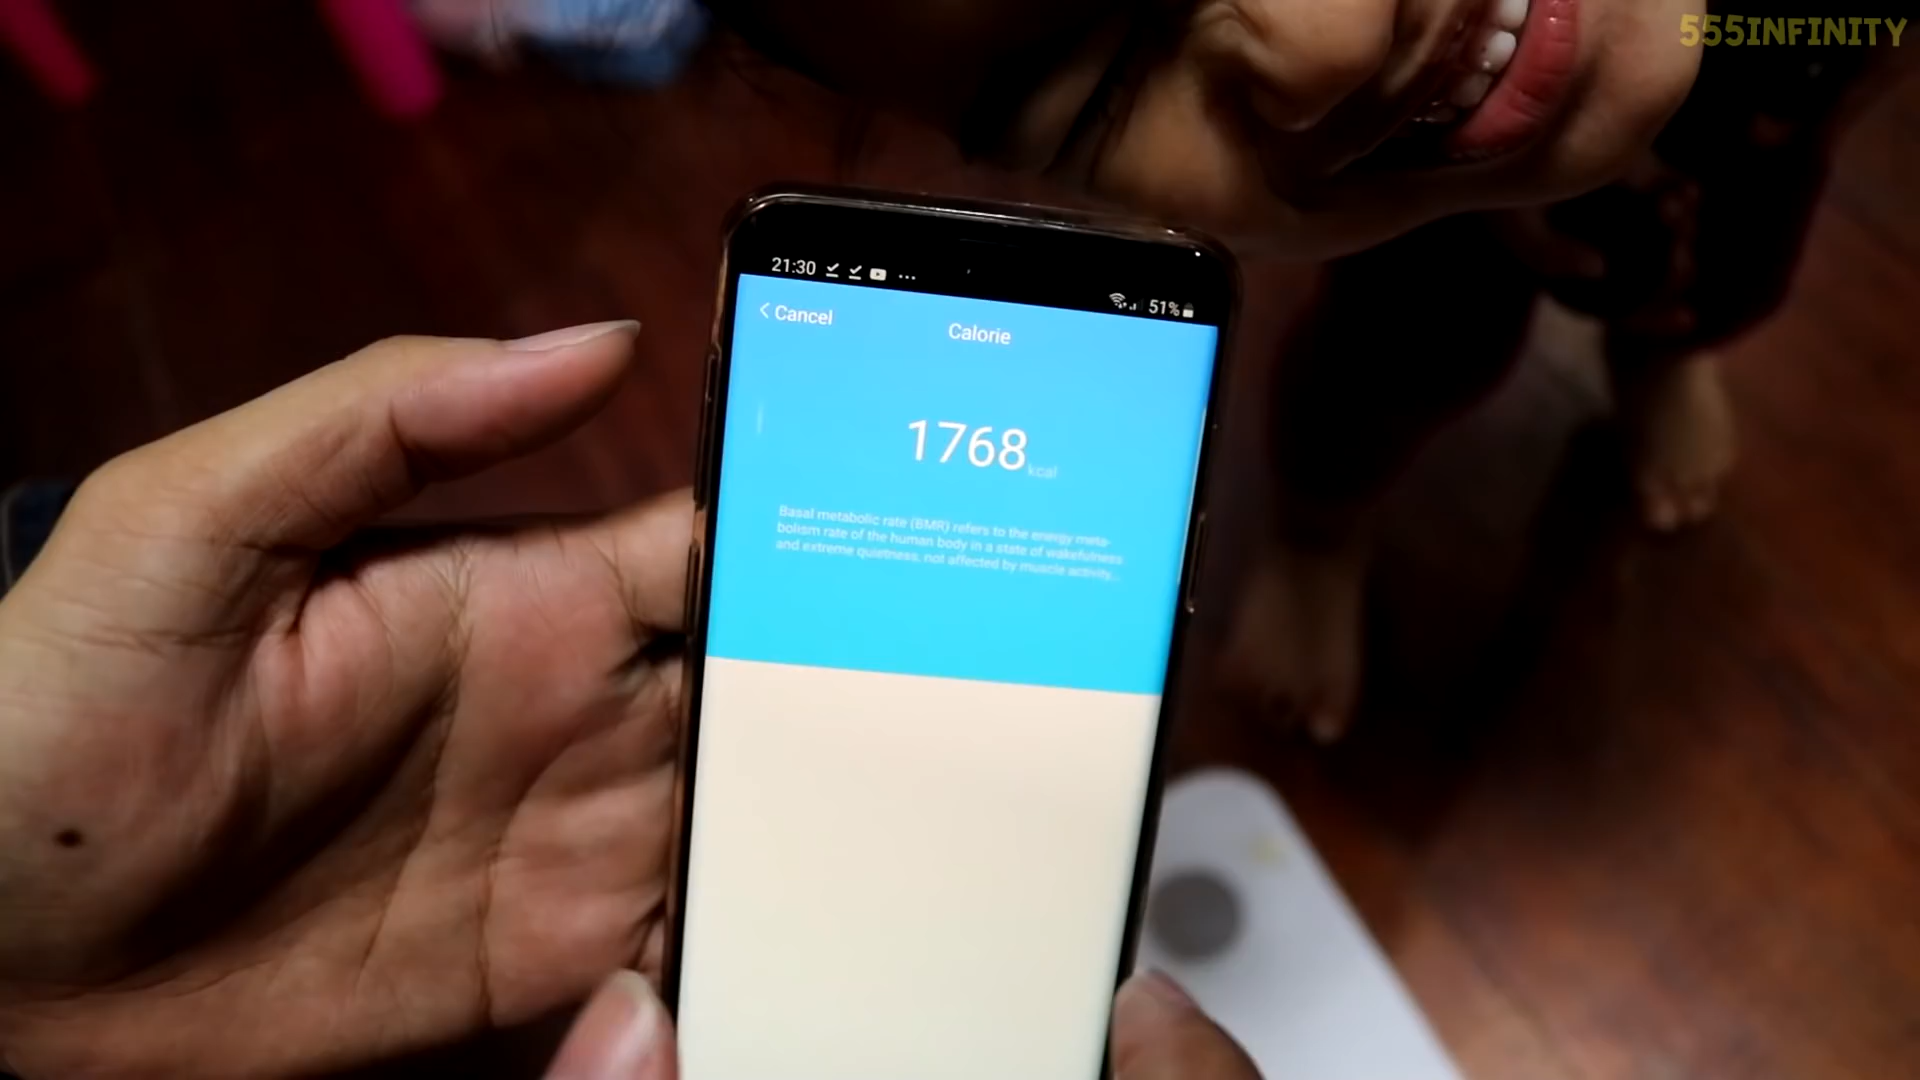 555INFINITY
21:30
51%
Cancel
Calorie
1768 kcal
Basal metabolic rate (BMR) refers to the energy meta-
bolism rate of the human body in a state of wakefulness
and extreme quietness, not affected by muscle activity...